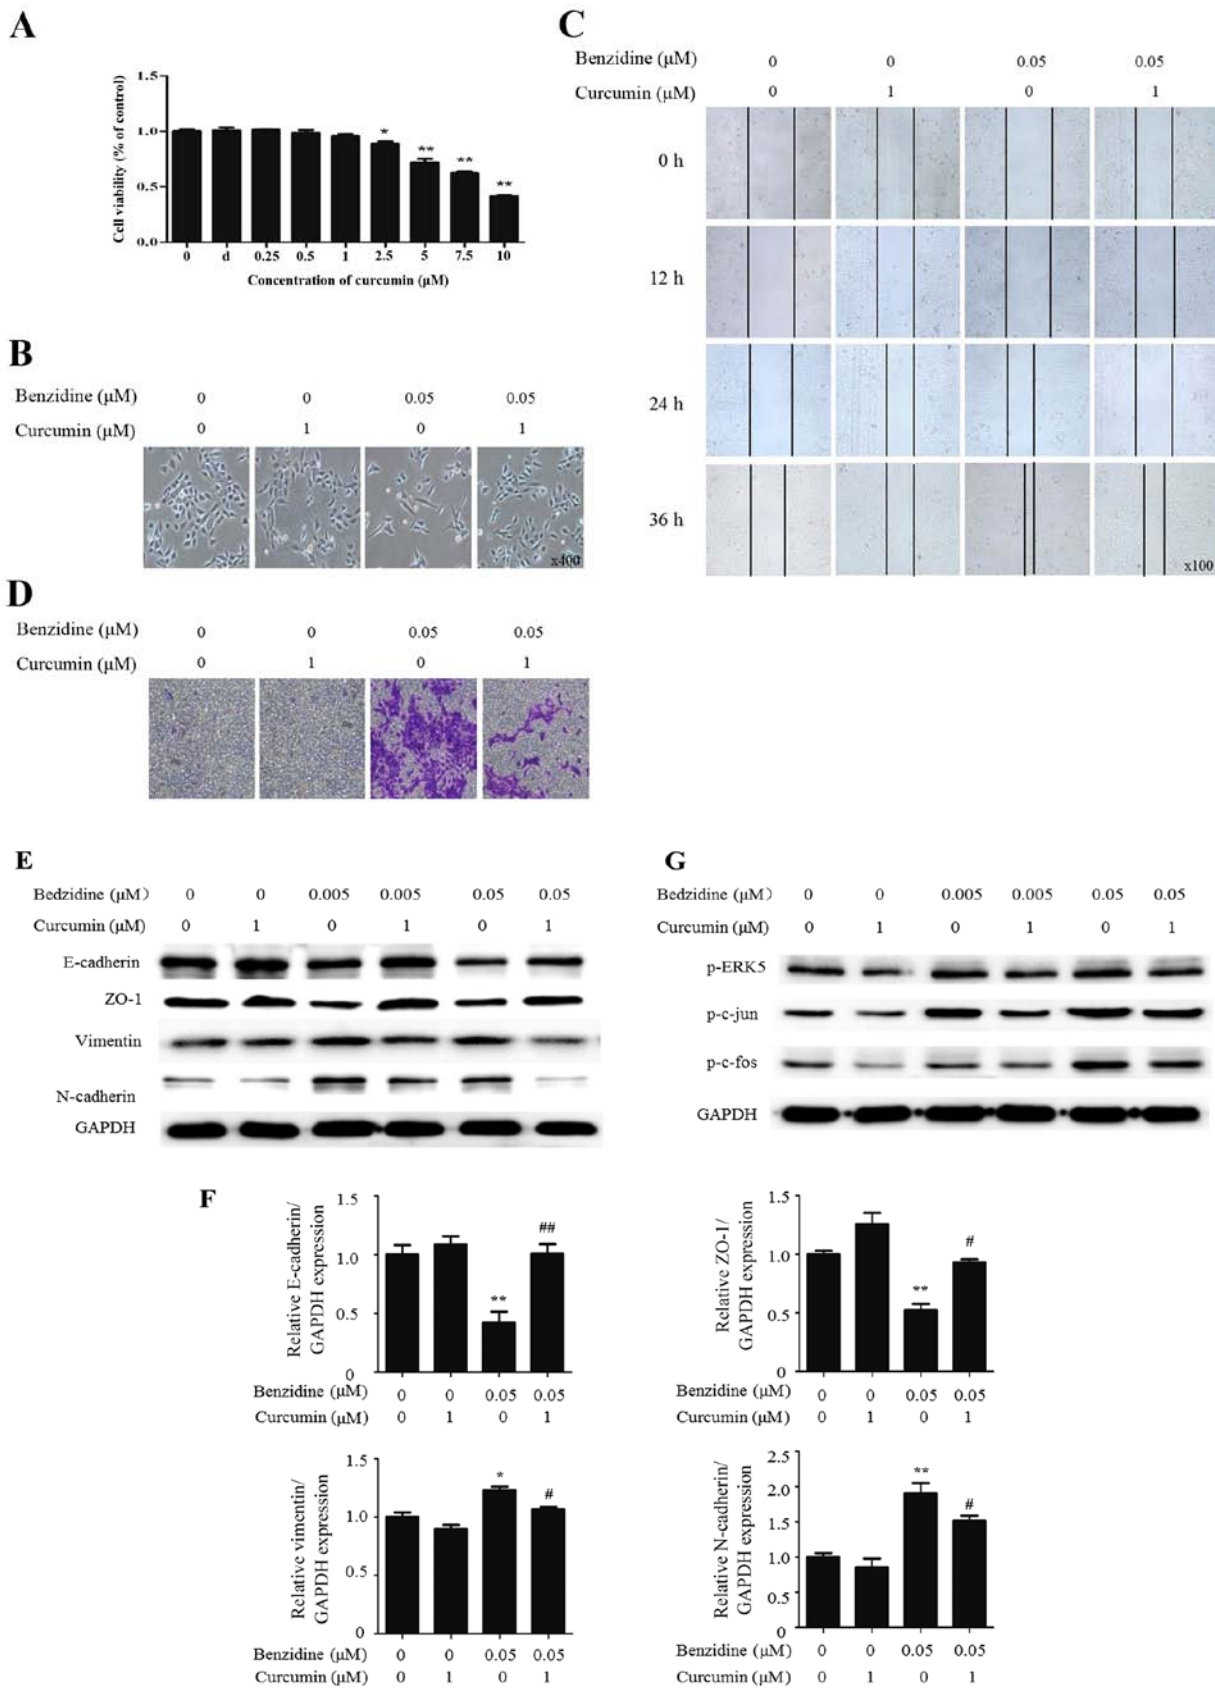 A
Cell viability (% of control)
1.5
1.0
0.5
0.0
* ** ** **
0 d 0.25 0.5 1 2.5 5 7.5 10
Concentration of curcumin (μM)
B
Benzidine (μM) 0 0 0.05 0.05
Curcumin (μM) 0 1 0 1
x400
C
Benzidine (μM) 0 0 0.05 0.05
Curcumin (μM) 0 1 0 1
0 h
12 h
24 h
36 h
x100
D
Benzidine (μM) 0 0 0.05 0.05
Curcumin (μM) 0 1 0 1
E
Bedzidine (μM) 0 0 0.005 0.005 0.05 0.05
Curcumin (μM) 0 1 0 1 0 1
E-cadherin
ZO-1
Vimentin
N-cadherin
GAPDH
G
Bedzidine (μM) 0 0 0.005 0.005 0.05 0.05
Curcumin (μM) 0 1 0 1 0 1
p-ERK5
p-c-jun
p-c-fos
GAPDH
F
Relative E-cadherin/
GAPDH expression
1.5
1.0
0.5
0
** ##
Benzidine (μM) 0 0 0.05 0.05
Curcumin (μM) 0 1 0 1
Relative ZO-1/
GAPDH expression
1.5
1.0
0.5
0
** #
Benzidine (μM) 0 0 0.05 0.05
Curcumin (μM) 0 1 0 1
Relative vimentin/
GAPDH expression
1.5
1.0
0.5
0
* #
Benzidine (μM) 0 0 0.05 0.05
Curcumin (μM) 0 1 0 1
Relative N-cadherin/
GAPDH expression
2.5
2.0
1.5
1.0
0.5
0
** #
Benzidine (μM) 0 0 0.05 0.05
Curcumin (μM) 0 1 0 1